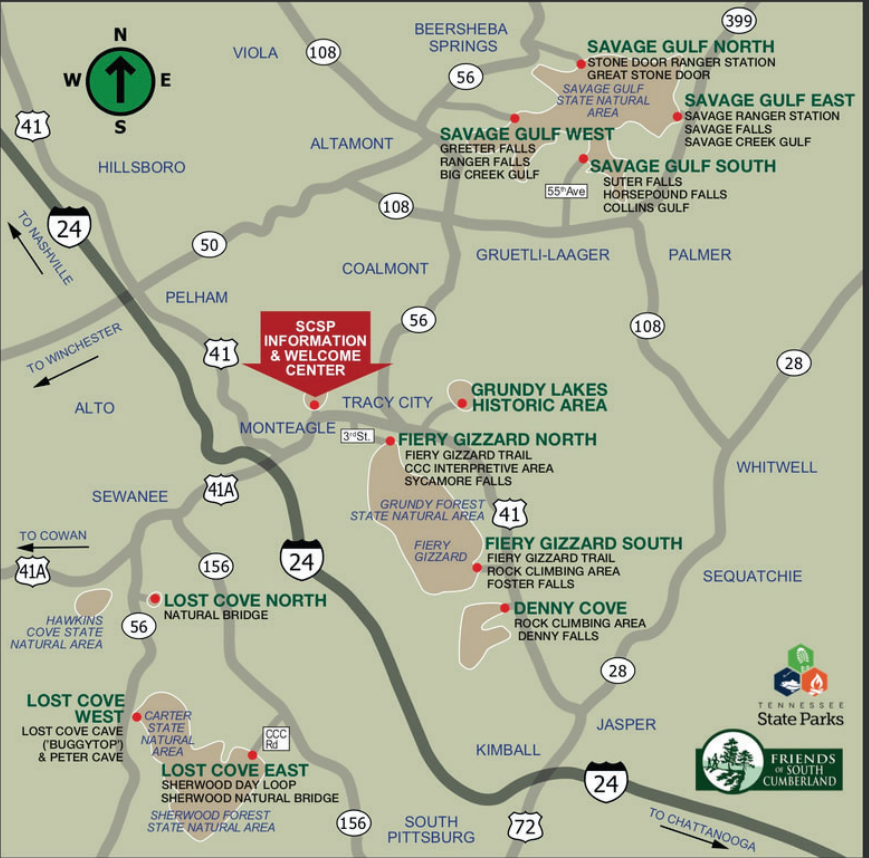 399
N
W
E
S
VIOLA
108
BEERSHEBA
SPRINGS
56
SAVAGE GULF NORTH
STONE DOOR RANGER STATION
GREAT STONE DOOR
SAVAGE GULF
STATE NATURAL
AREA
SAVAGE GULF EAST
SAVAGE RANGER STATION
SAVAGE FALLS
SAVAGE CREEK GULF
41
HILLSBORO
ALTAMONT
SAVAGE GULF WEST
GREETER FALLS
RANGER FALLS
BIG CREEK GULF
SAVAGE GULF SOUTH
SUTER FALLS
HORSEPOUND FALLS
COLLINS GULF
55th Ave
108
24
TO NASHVILLE
50
COALMONT
GRUETLI-LAAGER
PALMER
PELHAM
SCSP
INFORMATION
& WELCOME
CENTER
56
108
TO WINCHESTER
41
28
ALTO
MONTEAGLE
TRACY CITY
GRUNDY LAKES
HISTORIC AREA
3rd St.
FIERY GIZZARD NORTH
FIERY GIZZARD TRAIL
CCC INTERPRETIVE AREA
SYCAMORE FALLS
WHITWELL
SEWANEE
41A
GRUNDY FOREST
STATE NATURAL AREA
41
TO COWAN
41A
156
24
FIERY
GIZZARD
FIERY GIZZARD SOUTH
FIERY GIZZARD TRAIL
ROCK CLIMBING AREA
FOSTER FALLS
SEQUATCHIE
LOST COVE NORTH
NATURAL BRIDGE
HAWKINS
COVE STATE
NATURAL AREA
56
DENNY COVE
ROCK CLIMBING AREA
DENNY FALLS
28
LOST COVE
WEST
LOST COVE CAVE
('BUGGYTOP')
& PETER CAVE
CARTER
STATE
NATURAL
AREA
CCC
Rd
LOST COVE EAST
SHERWOOD DAY LOOP
SHERWOOD NATURAL BRIDGE
SHERWOOD FOREST
STATE NATURAL AREA
156
SOUTH
PITTSBURG
KIMBALL
JASPER
24
72
TO CHATTANOOGA
TENNESSEE
State Parks
FRIENDS
OF SOUTH
CUMBERLAND